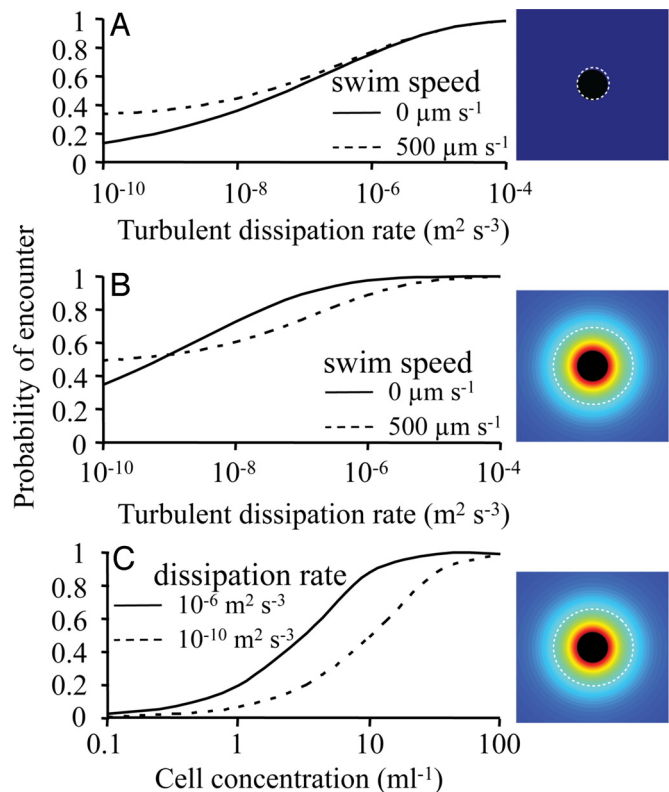 A
1
0.8
0.6
0.4
0.2
0
swim speed
0 µm s-1
500 µm s-1
10-10
10-8
10-6
10-4
Turbulent dissipation rate (m2 s-3)
Probability of encounter
B
1
0.8
0.6
0.4
0.2
0
swim speed
0 µm s-1
500 µm s-1
10-10
10-8
10-6
10-4
Turbulent dissipation rate (m2 s-3)
C
1
0.8
0.6
0.4
0.2
0
dissipation rate
10-6 m2 s-3
10-10 m2 s-3
0.1
1
10
100
Cell concentration (ml-1)